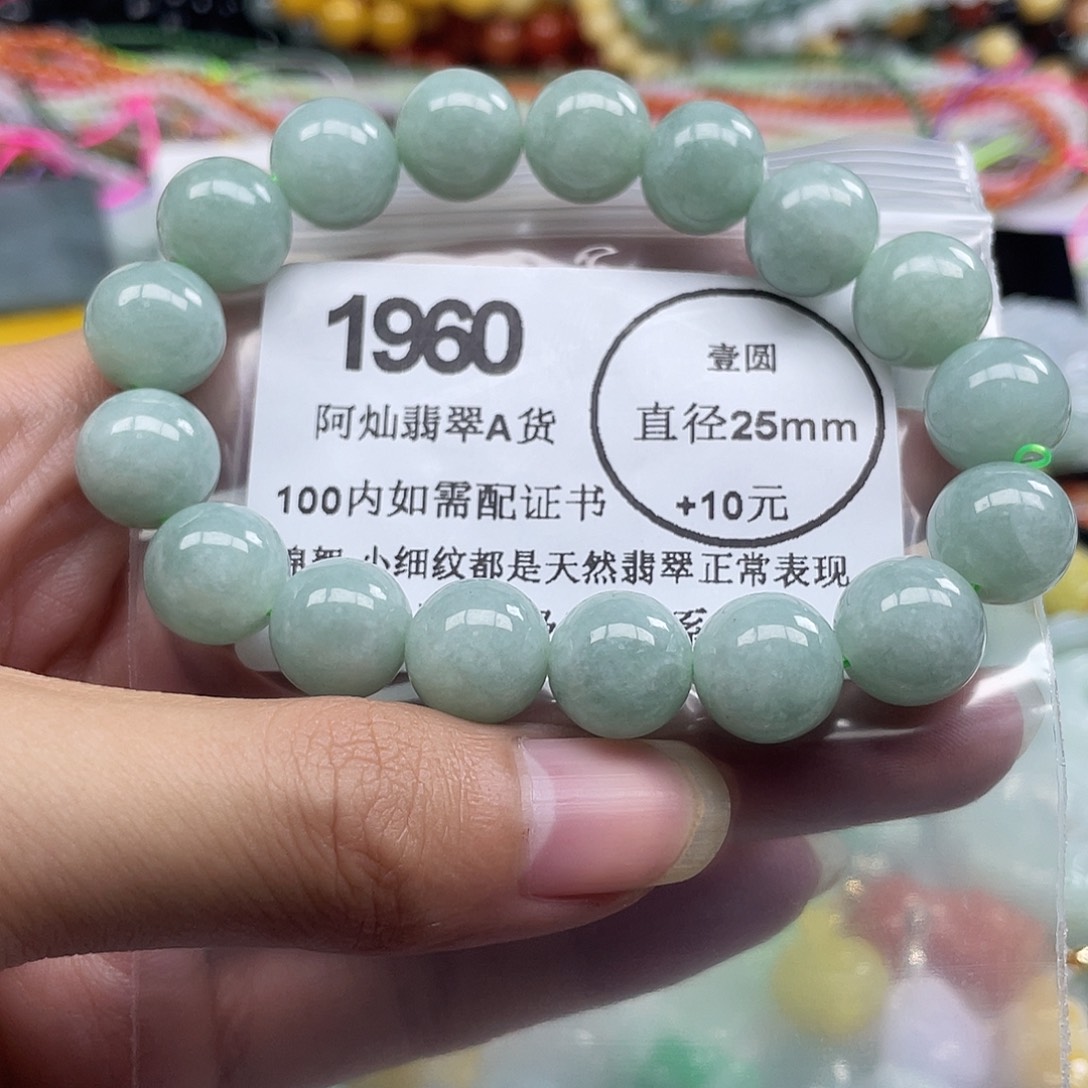 1960
阿灿翡翠A货
100内如需配证书
壹圆
直径25mm
+10元
小细纹都是天然翡翠正常表现